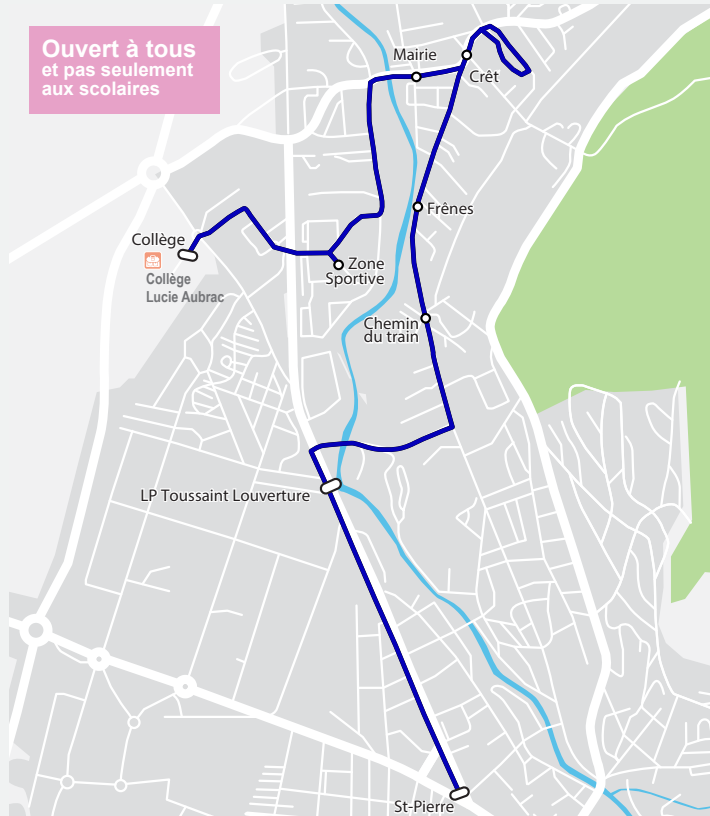 Ouvert à tous
et pas seulement
aux scolaires
Mairie
Crêt
Frênes
Collège
Collège
Lucie Aubrac
Zone
Sportive
Chemin
du train
LP Toussaint Louverture
St-Pierre